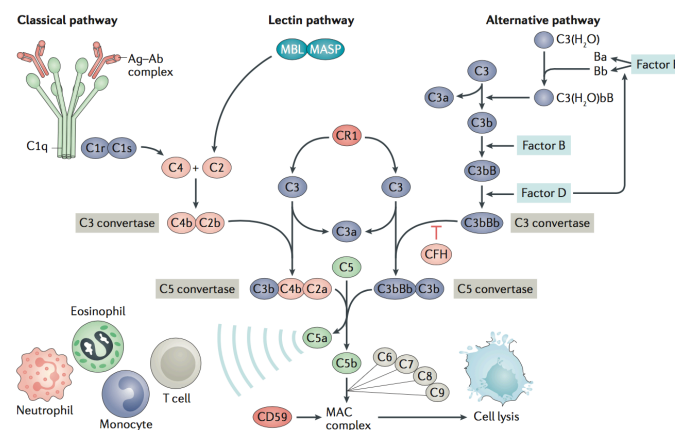 Classical pathway
Lectin pathway
Alternative pathway
MBL
MASP
Ag–Ab
complex
C3(H₂O)
Ba
Bb
Factor
C3
C3a
C3(H₂O)bB
C1q
C1r
C1s
CR1
C3b
C4
+
C2
Factor B
C3
C3
C3bB
Factor D
C3 convertase
C4b
C2b
C3a
C3bBb
C3 convertase
CFH
C5
C5 convertase
C3b
C4b
C2a
C3bBb
C3b
C5 convertase
Eosinophil
C5a
C5b
C6
C7
C8
C9
T cell
Neutrophil
Monocyte
CD59
MAC
complex
Cell lysis